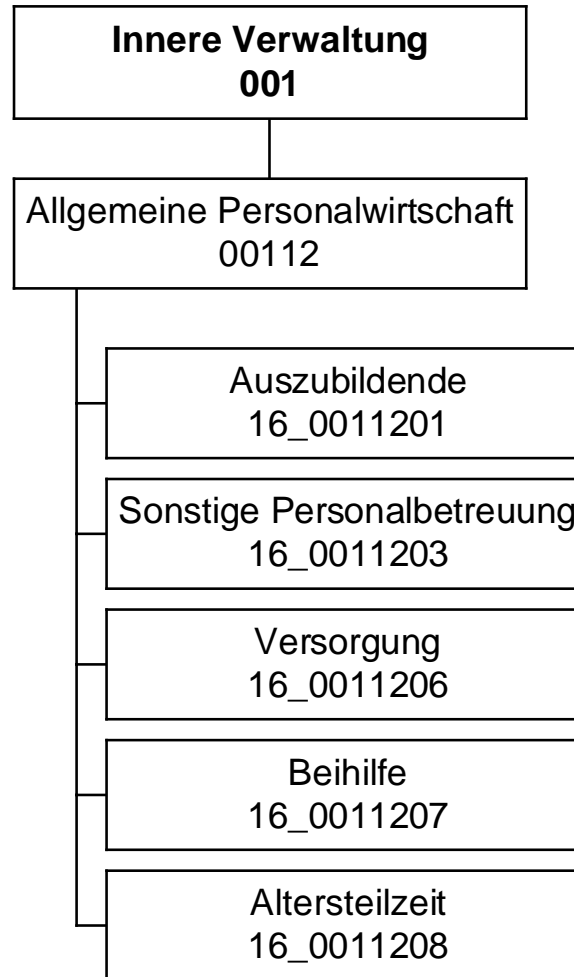 Innere Verwaltung
001
Allgemeine Personalwirtschaft
00112
Auszubildende
16_0011201
Sonstige Personalbetreuung
16_0011203
Versorgung
16_0011206
Beihilfe
16_0011207
Altersteilzeit
16_0011208